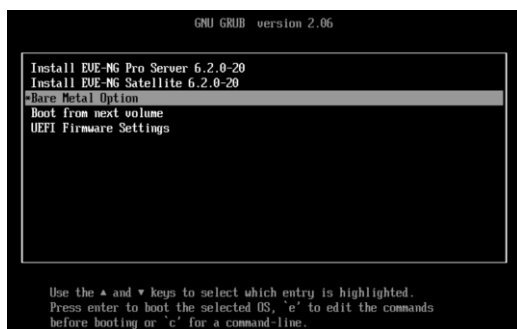 GNU GRUB version 2.06
Install EVE-NG Pro Server 6.2.0-20
Install EVE-NG Satellite 6.2.0-20
*Bare Metal Option
Boot from next volume
UEFI Firmware Settings
Use the ▲ and ▼ keys to select which entry is highlighted.
Press enter to boot the selected OS, `e' to edit the commands
before booting or `c' for a command-line.